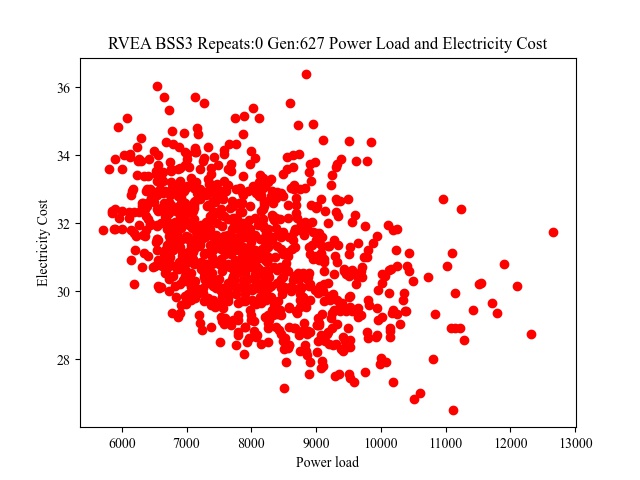 RVEA BSS3 Repeats:0 Gen:627 Power Load and Electricity Cost
36
34
32
30
28
Electricity Cost
6000 7000 8000 9000 10000 11000 12000 13000
Power load